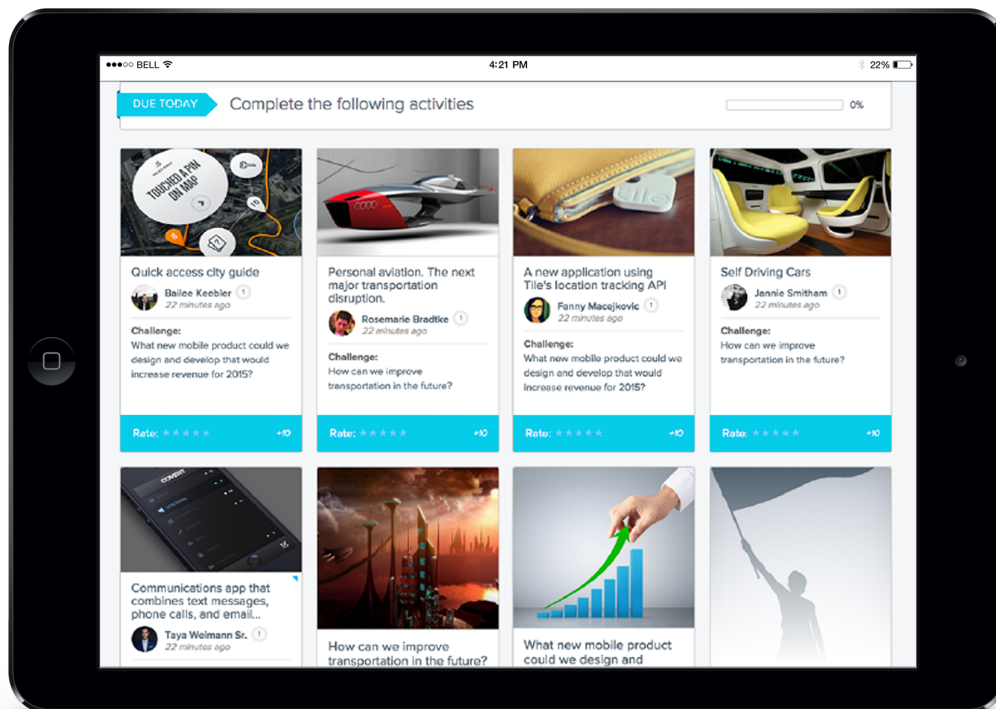 BELL
4:21 PM
22%
DUE TODAY
Complete the following activities
0%
TOUCHED A PIN
ON MAP
Quick access city guide
Bailee Keebler 1
22 minutes ago
Challenge:
What new mobile product could we
design and develop that would
increase revenue for 2015?
Rate:
+10
Personal aviation. The next
major transportation
disruption.
Rosemarie Bradtke 1
22 minutes ago
Challenge:
How can we improve
transportation in the future?
Rate:
+10
A new application using
Tile's location tracking API
Fanny Macejkovic 1
22 minutes ago
Challenge:
What new mobile product could we
design and develop that would
increase revenue for 2015?
Rate:
+10
Self Driving Cars
Jannie Smitham 1
22 minutes ago
Challenge:
How can we improve
transportation in the future?
Rate:
+10
Communications app that
combines text messages,
phone calls, and email...
Taya Weimann Sr. 1
22 minutes ago
How can we improve
transportation in the future?
What new mobile product
could we design and